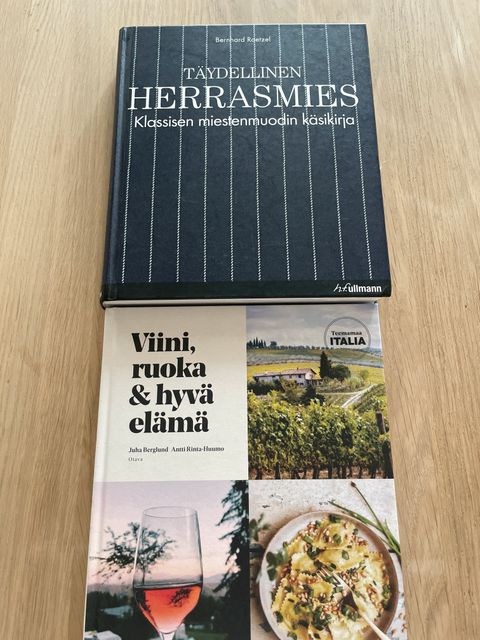 Bernhard Roetzel
TÄYDELLINEN
HERRASMIES
Klassisen miestenmuodin käsikirja
h.f.ullmann
Viini,
ruoka
& hyvä
elämä
Juha Berglund Antti Rinta-Huumo
Otava
Teemamaa
ITALIA